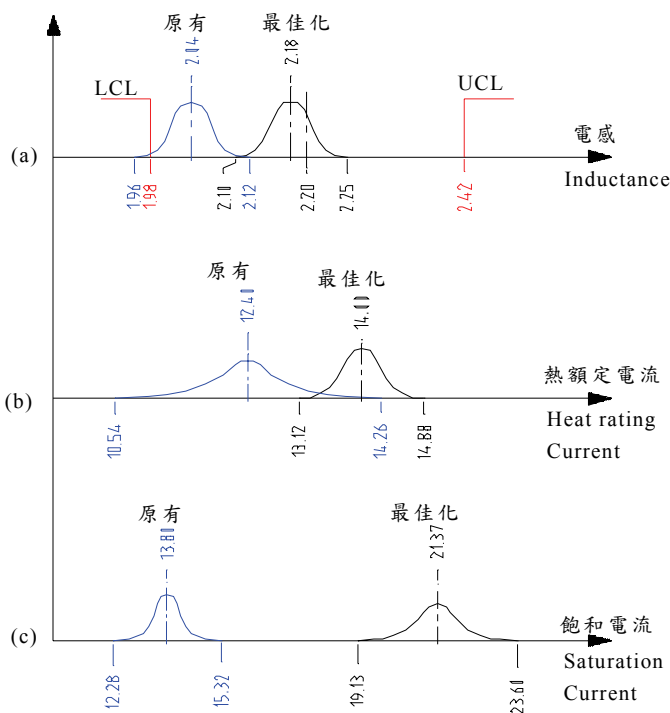 原有
最佳化
2.04
2.18
LCL
UCL
(a)
電感
Inductance
1.96
1.98
2.10
2.12
2.20
2.25
2.42
原有
最佳化
12.40
14.00
(b)
熱額定電流
Heat rating
Current
10.54
13.12
14.26
14.88
原有
最佳化
13.80
21.37
(c)
飽和電流
Saturation
Current
12.28
15.32
19.13
23.60